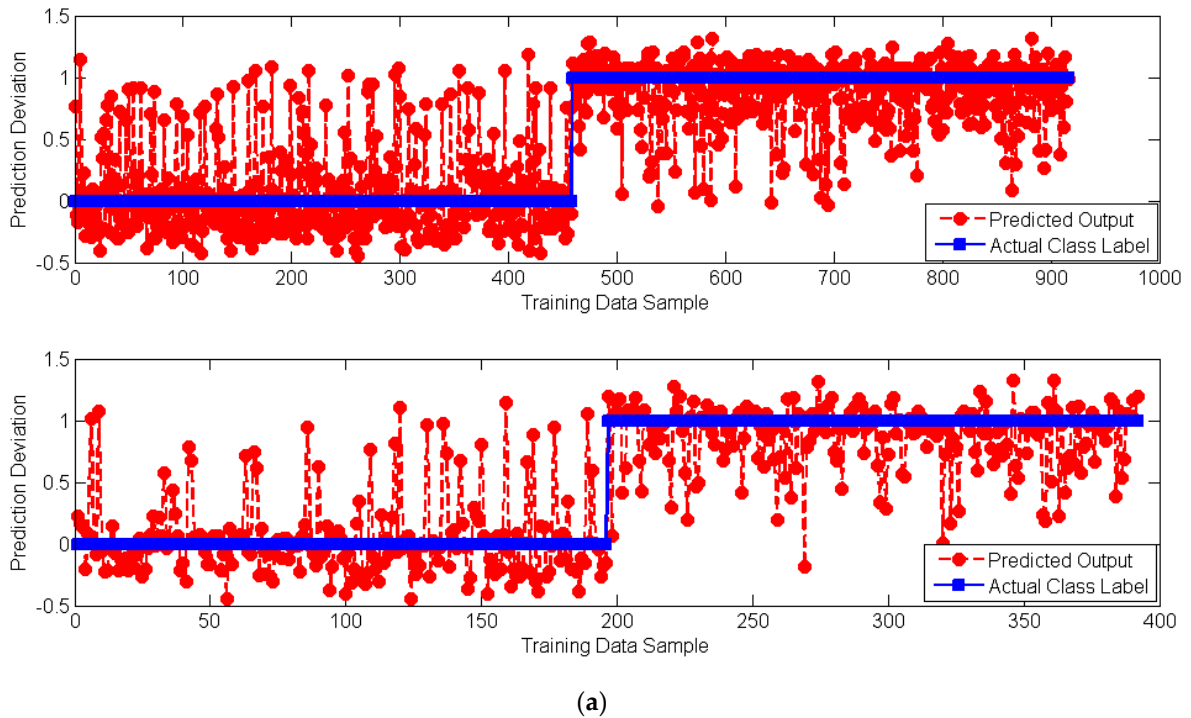 1.5
1
0.5
0
-0.5
Prediction Deviation
0 100 200 300 400 500 600 700 800 900 1000
Training Data Sample
Predicted Output
Actual Class Label
1.5
1
0.5
0
-0.5
Prediction Deviation
0 50 100 150 200 250 300 350 400
Training Data Sample
Predicted Output
Actual Class Label
(a)